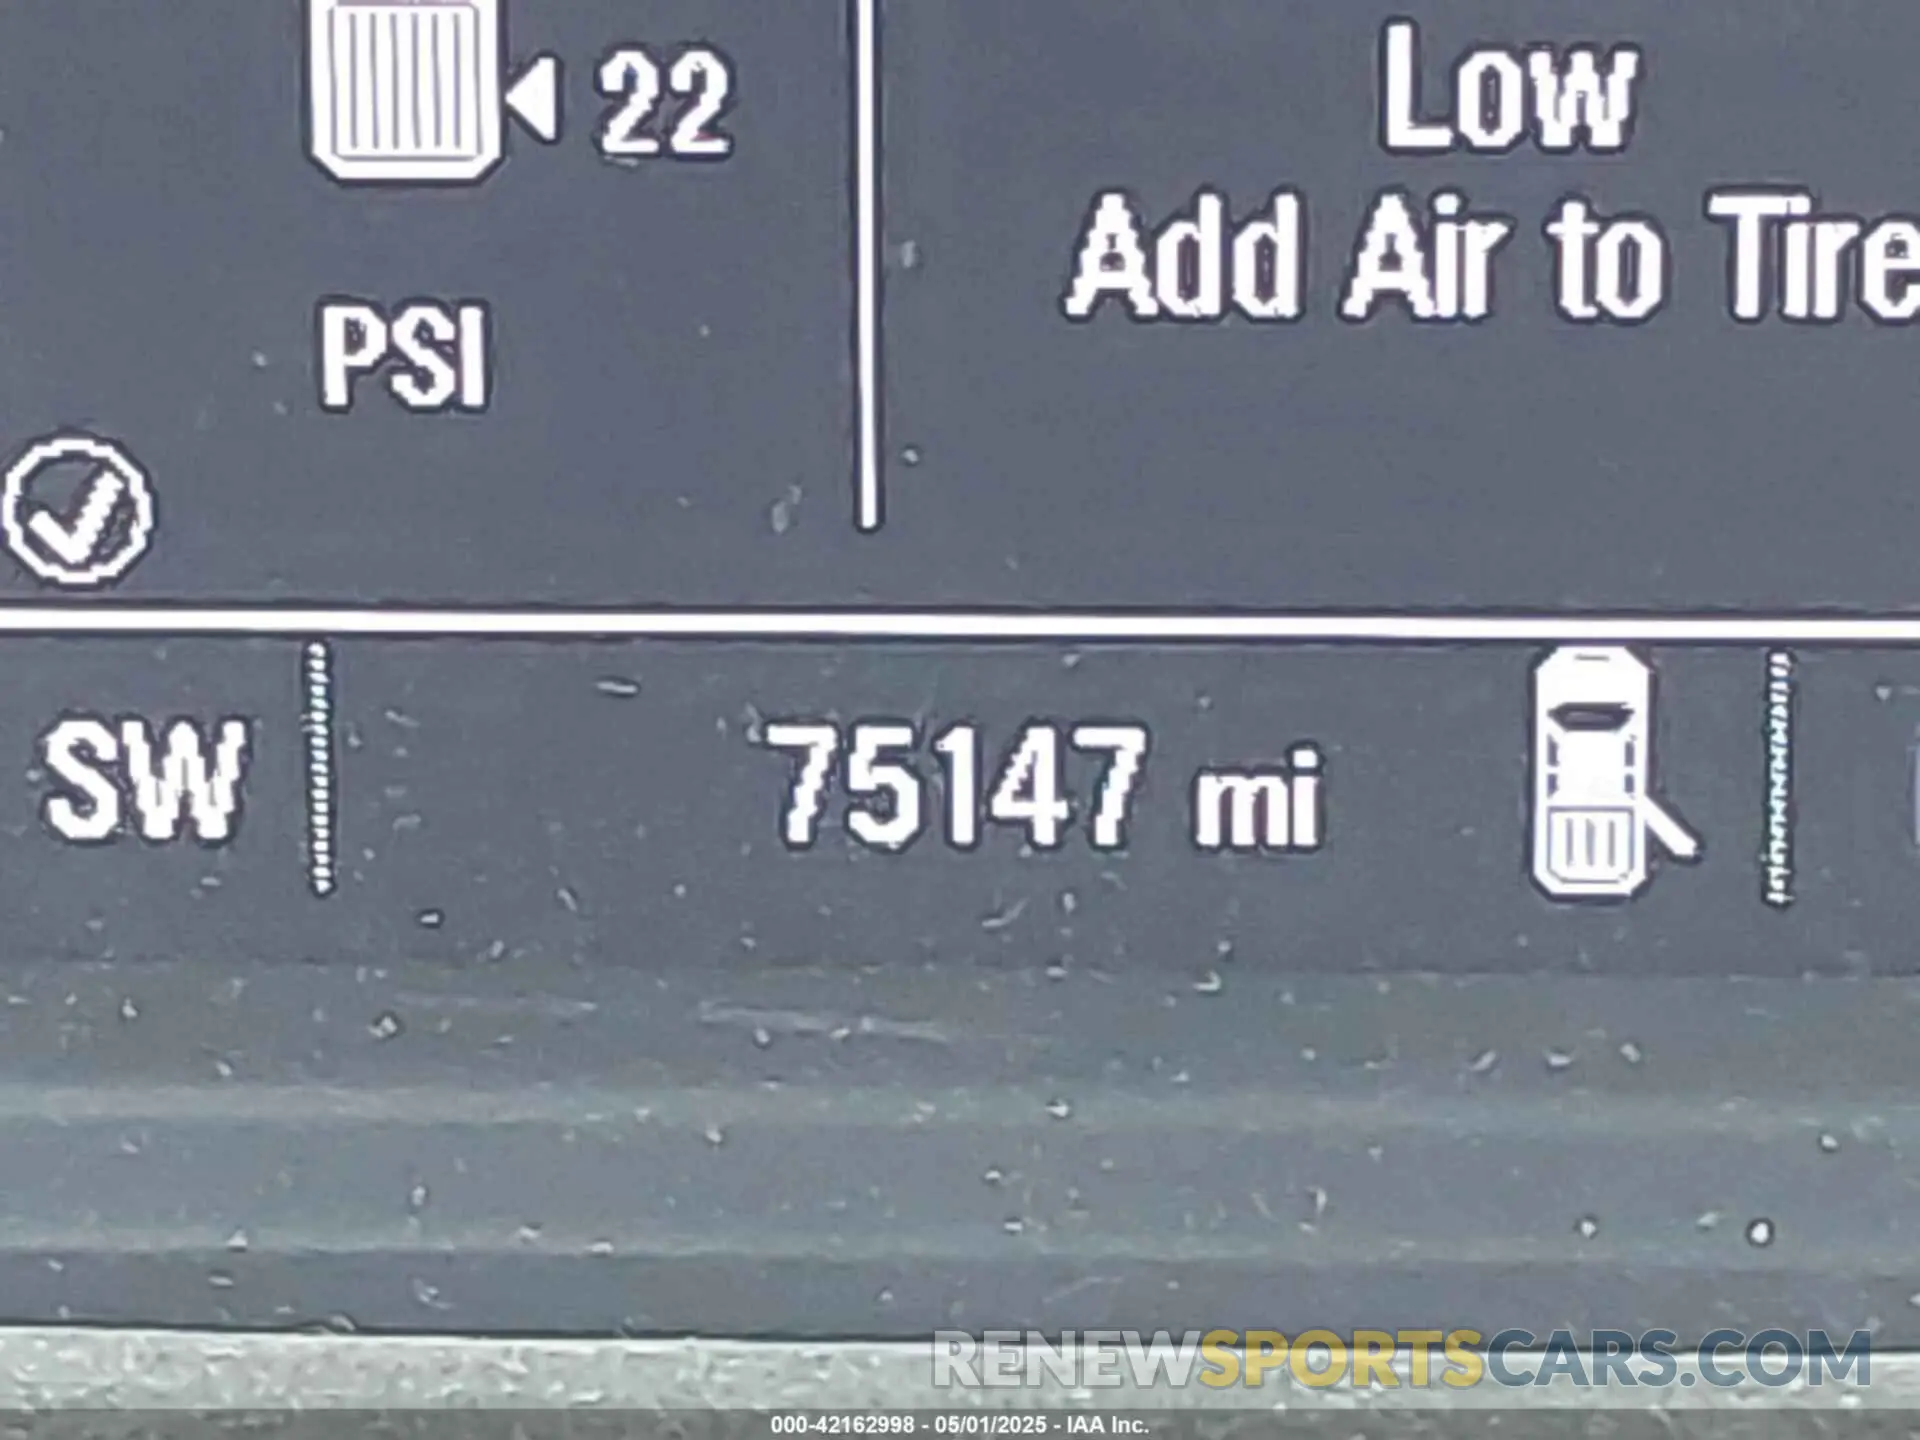 22
Low
Add Air to Tire
PSI
SW
75147 mi
RENEWSPORTSCARS.COM
000-42162998 - 05/01/2025 - IAA Inc.